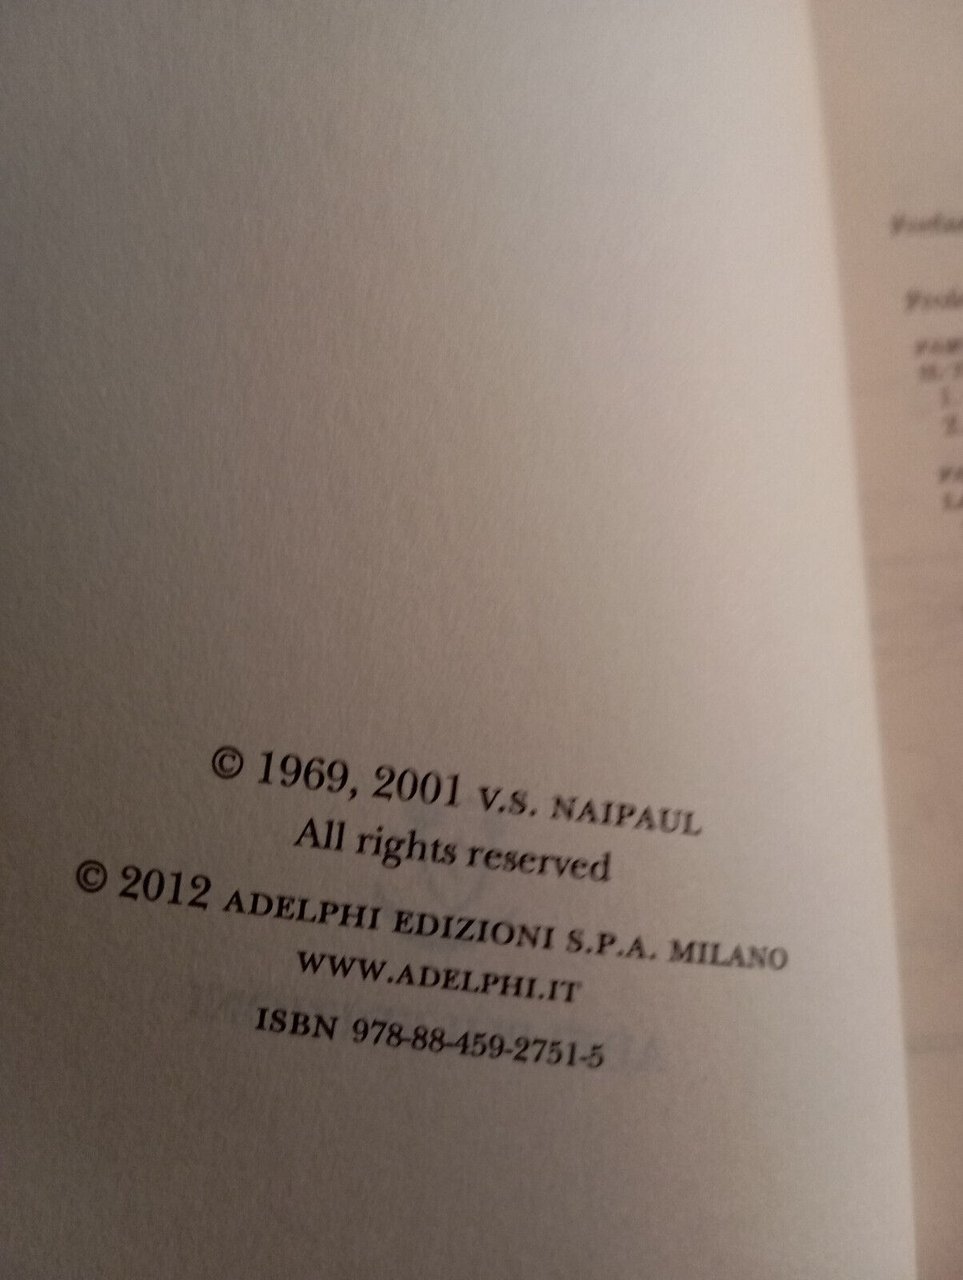 © 1969, 2001 V.S. NAIPAUL
All rights reserved
© 2012 ADELPHI EDIZIONI S.P.A. MILANO
WWW.ADELPHI.IT
ISBN 978-88-459-2751-5